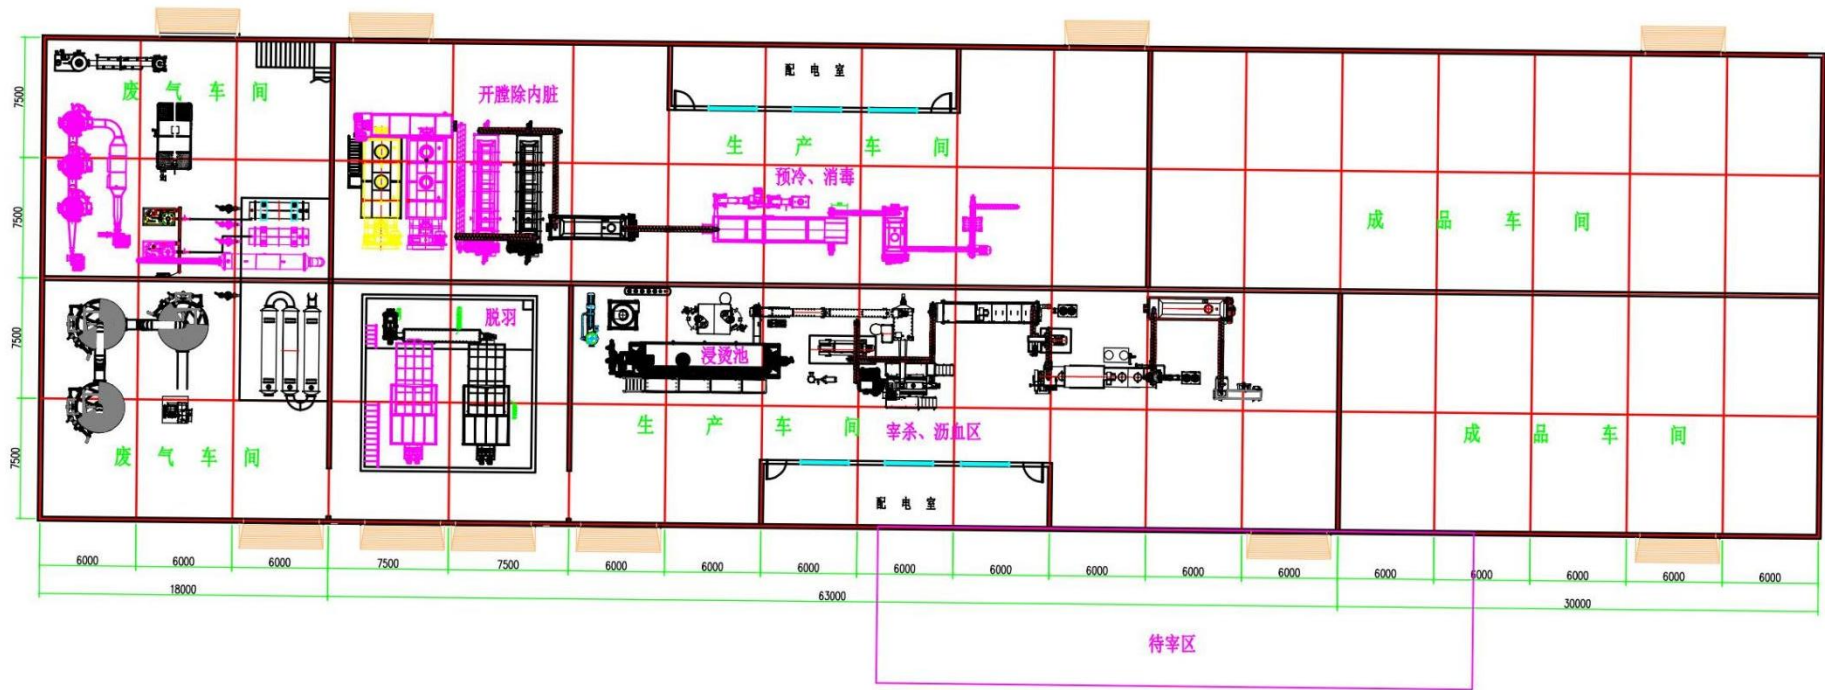 配 电 室
废 气 车 间
开膛除内脏
生 产 车 间
7500
预冷、消毒
7500
成 品 车 间
脱羽
7500
浸烫池
生 产 车 间
宰杀、沥血区
成 品 车 间
废 气 车 间
7500
配 电 室
6000 6000 6000 7500 7500 6000 6000 6000 6000 6000 6000 6000 6000 6000 6000 6000 6000 6000
18000 63000 30000
待宰区